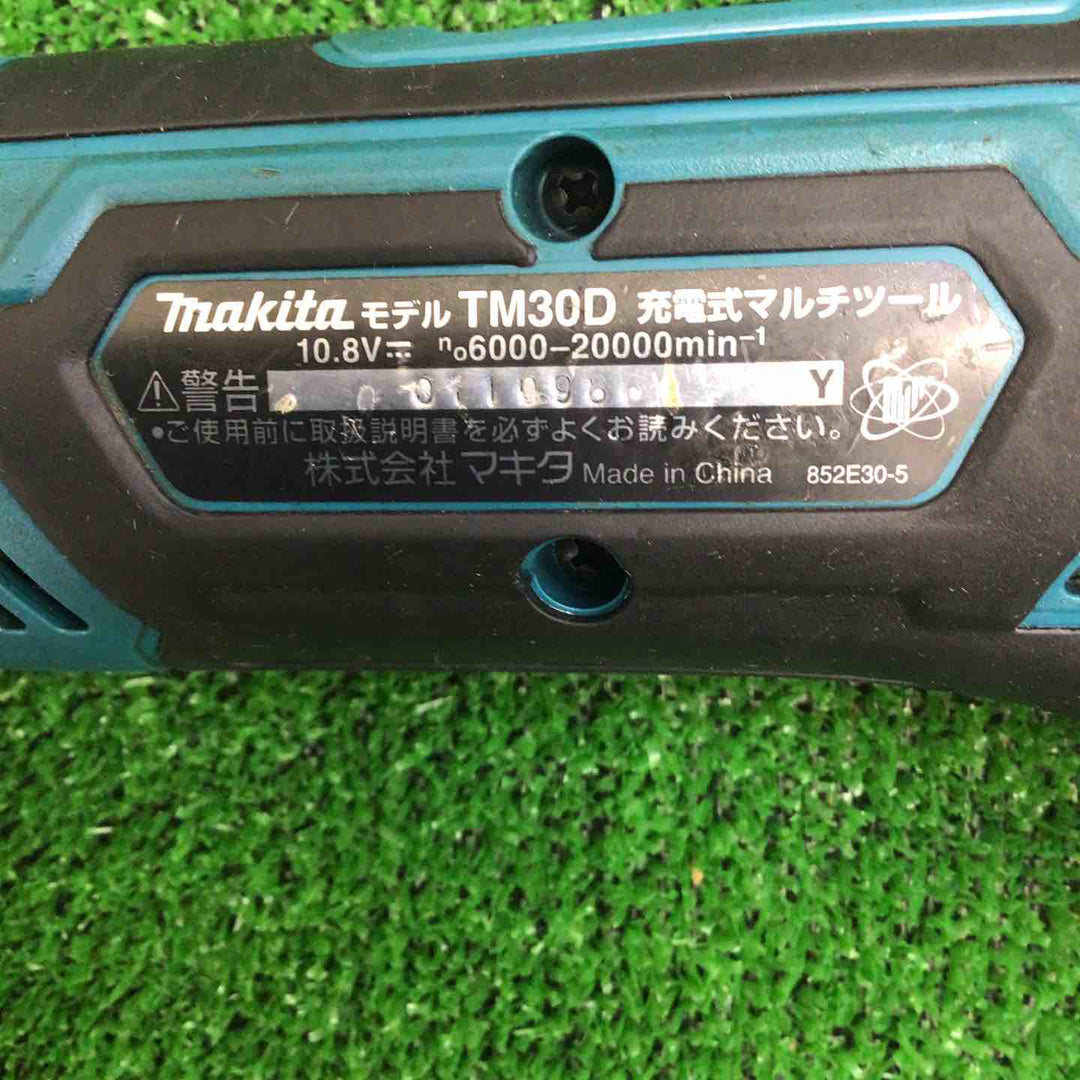 makita モデル TM30D 充電式マルチツール
10.8V⎓ n₀6000-20000min⁻¹
⚠警告 Y
•ご使用前に取扱説明書を必ずよくお読みください。
株式会社 マキタ Made in China 852E30-5